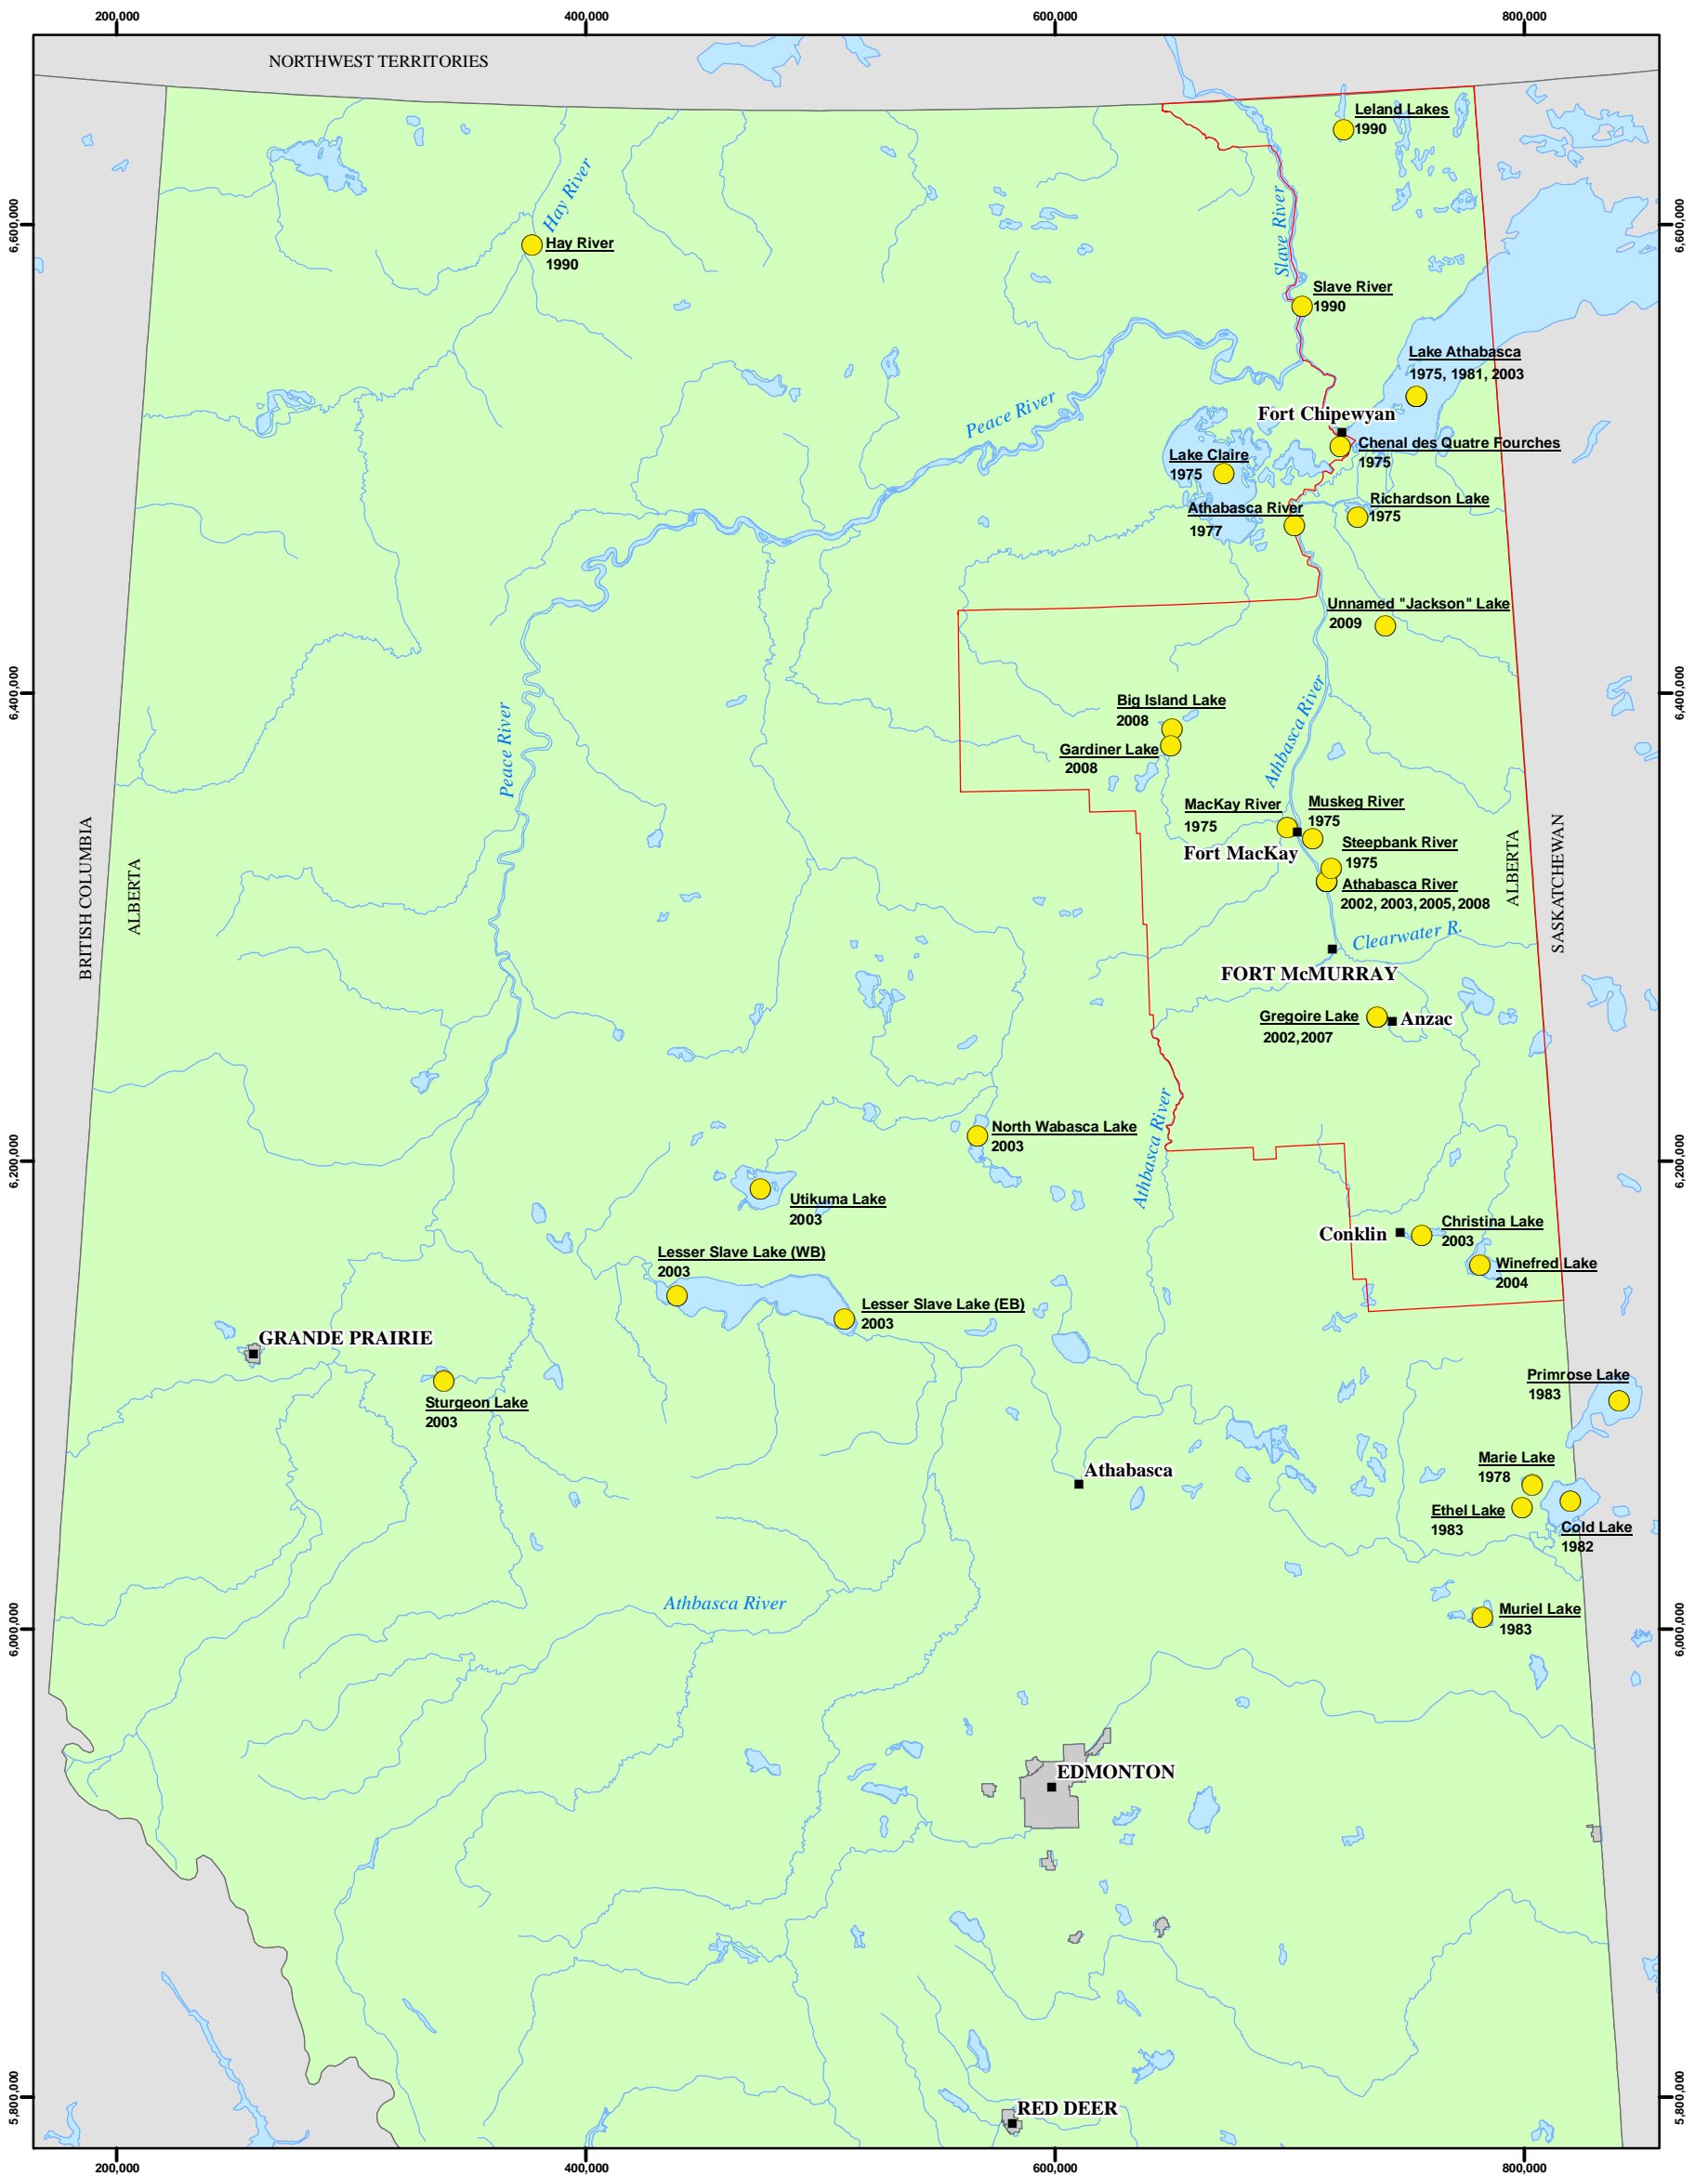 200,000
400,000
600,000
800,000
NORTHWEST TERRITORIES
Leland Lakes
1990
Hay River
Slave River
6,600,000
6,600,000
Hay River
1990
Slave River
1990
Lake Athabasca
1975, 1981, 2003
Peace River
Fort Chipewyan
Chenal des Quatre Fourches
1975
Lake Claire
1975
Richardson Lake
1975
Athabasca River
1977
Unnamed "Jackson" Lake
2009
6,400,000
6,400,000
Big Island Lake
2008
Athbasca River
Peace River
Gardiner Lake
2008
MacKay River
1975
Muskeg River
1975
Fort MacKay
Steepbank River
1975
Athabasca River
2002, 2003, 2005, 2008
BRITISH COLUMBIA
ALBERTA
ALBERTA
SASKATCHEWAN
Clearwater R.
FORT McMURRAY
Gregoire Lake
2002,2007
Anzac
North Wabasca Lake
2003
Athbasca River
6,200,000
6,200,000
Utikuma Lake
2003
Christina Lake
2003
Conklin
Lesser Slave Lake (WB)
2003
Winefred Lake
2004
Lesser Slave Lake (EB)
2003
GRANDE PRAIRIE
Sturgeon Lake
2003
Primrose Lake
1983
Athabasca
Marie Lake
1978
Ethel Lake
1983
Cold Lake
1982
Athbasca River
Muriel Lake
1983
6,000,000
6,000,000
EDMONTON
RED DEER
5,800,000
5,800,000
200,000
400,000
600,000
800,000